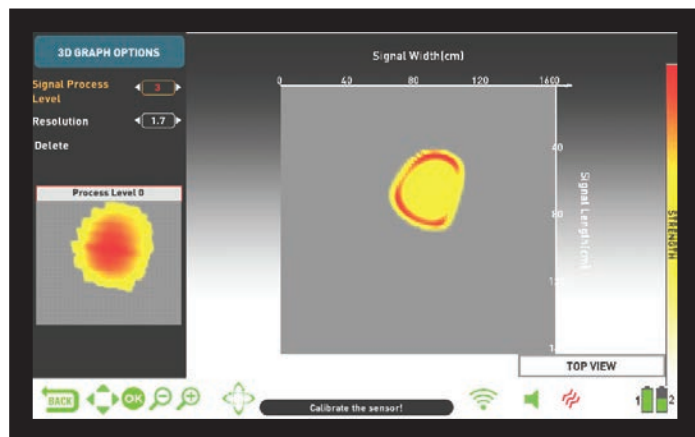 3D GRAPH OPTIONS
Signal Process
Level
3
Resolution
1.7
Delete
Process Level 0
Signal Width(cm)
0 40 80 120 160
40
80
Signal Length(cm)
STRENGTH
TOP VIEW
BACK
OK
Calibrate the sensor!
1
2